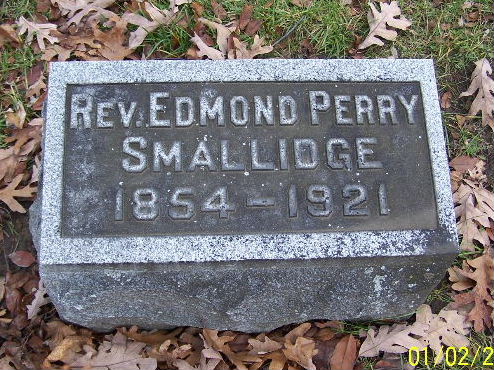 REV. EDMOND PERRY
SMALLIDGE
1854 - 1921
01/02/2